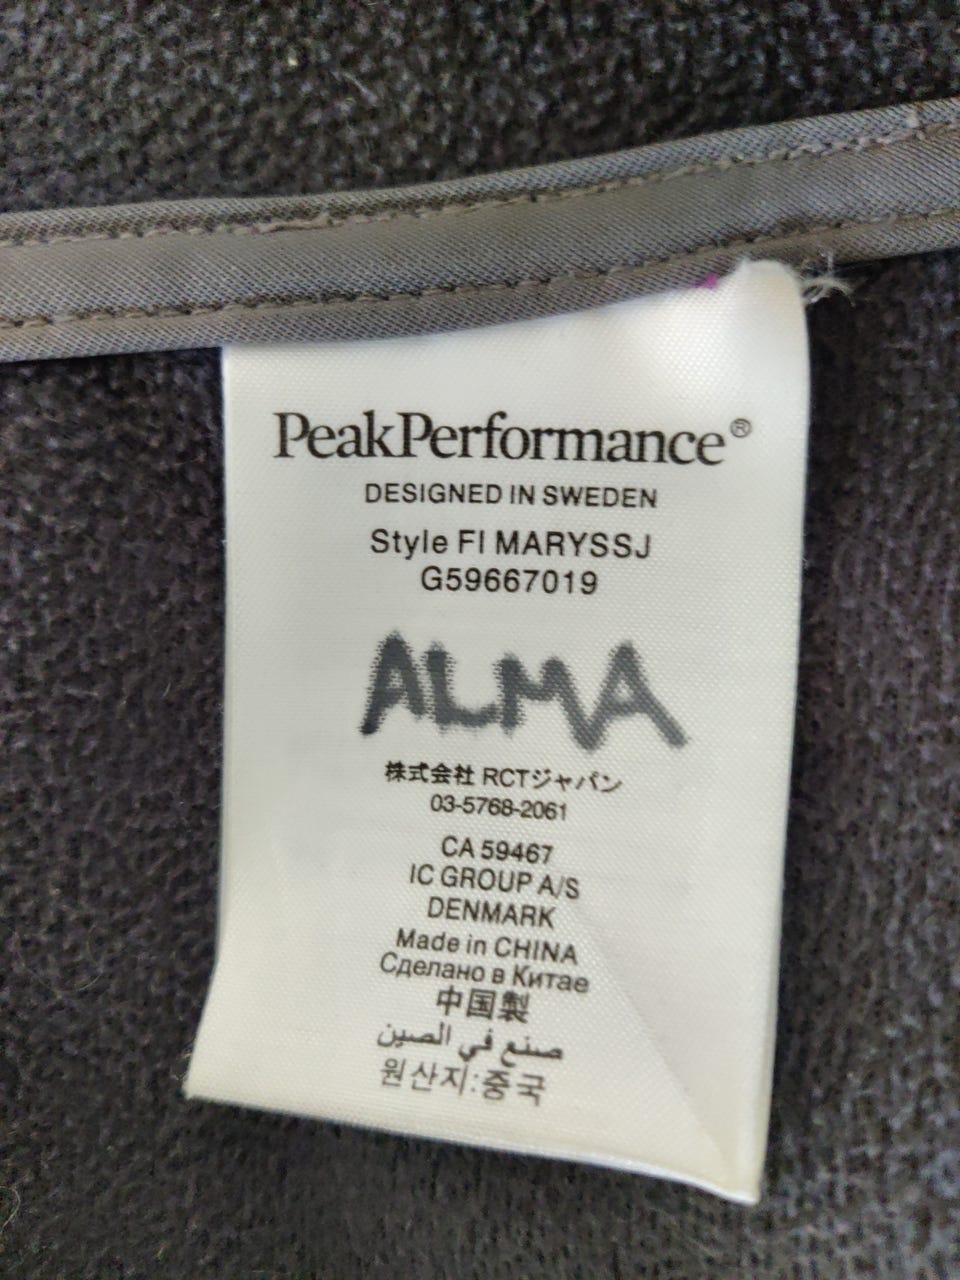 PeakPerformance®
DESIGNED IN SWEDEN
Style FI MARYSSJ
G59667019
ALMA
株式会社 RCTジャパン
03-5768-2061
CA 59467
IC GROUP A/S
DENMARK
Made in CHINA
Сделано в Китае
中国製
صنع في الصين
원산지:중국